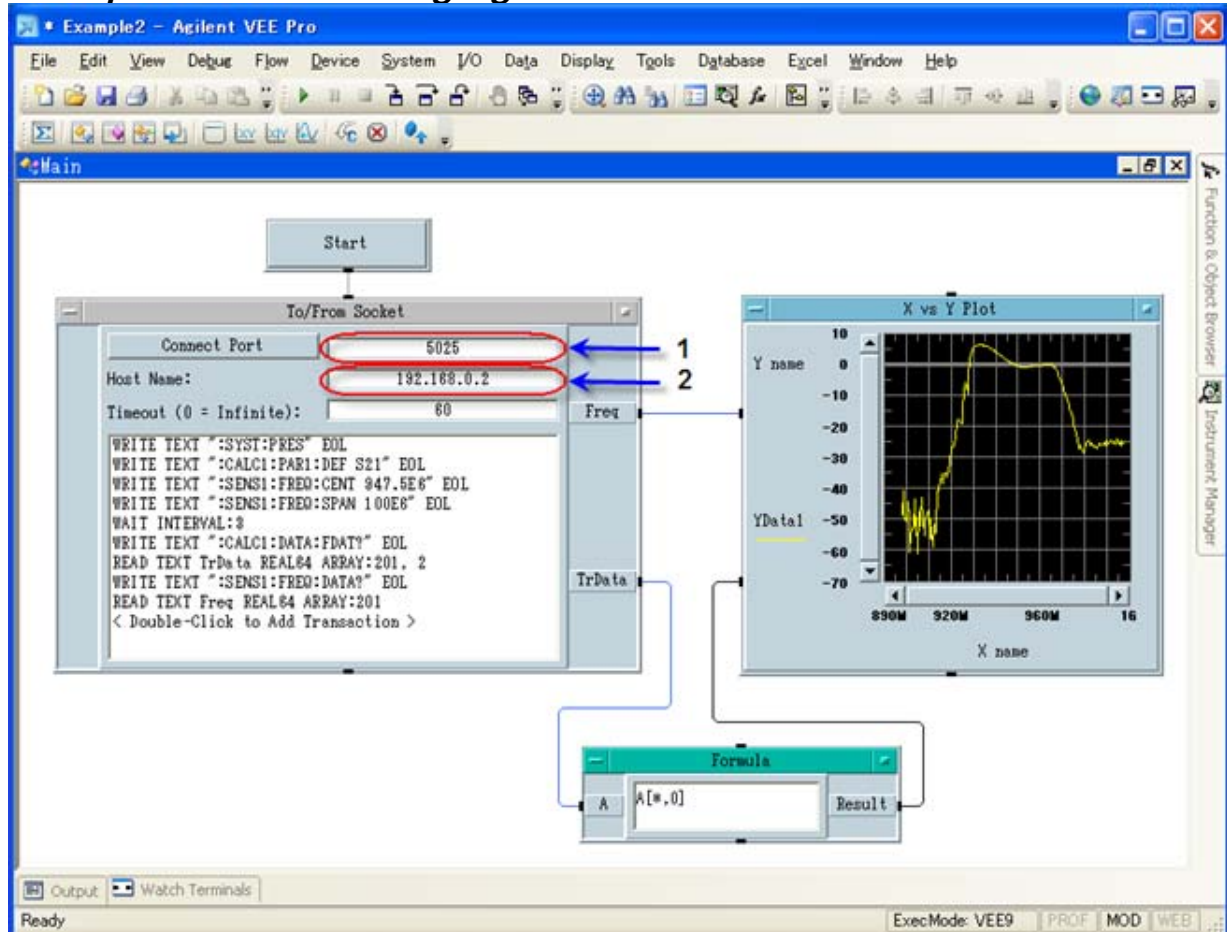 * Example2 - Agilent VEE Pro
File Edit View Debug Flow Device System I/O Data Display Tools Database Excel Window Help
Main
Function & Object Browser
Instrument Manager
Start
To/From Socket
Connect Port 5025
1
Host Name: 192.168.0.2
2
Timeout (0 = Infinite): 60
Freq
TrData
WRITE TEXT ":SYST:PRES" EOL
WRITE TEXT ":CALC1:PAR1:DEF S21" EOL
WRITE TEXT ":SENS1:FREQ:CENT 947.5E6" EOL
WRITE TEXT ":SENS1:FREQ:SPAN 100E6" EOL
WAIT INTERVAL:3
WRITE TEXT ":CALC1:DATA:FDAT?" EOL
READ TEXT TrData REAL64 ARRAY:201, 2
WRITE TEXT ":SENS1:FREQ:DATA?" EOL
READ TEXT Freq REAL64 ARRAY:201
< Double-Click to Add Transaction >
X vs Y Plot
Y name
YData1
10
0
-10
-20
-30
-40
-50
-60
-70
890M 920M 960M 16
X name
Formula
A
A[*,0]
Result
Output Watch Terminals
Ready
ExecMode: VEE9 PROF MOD WEB